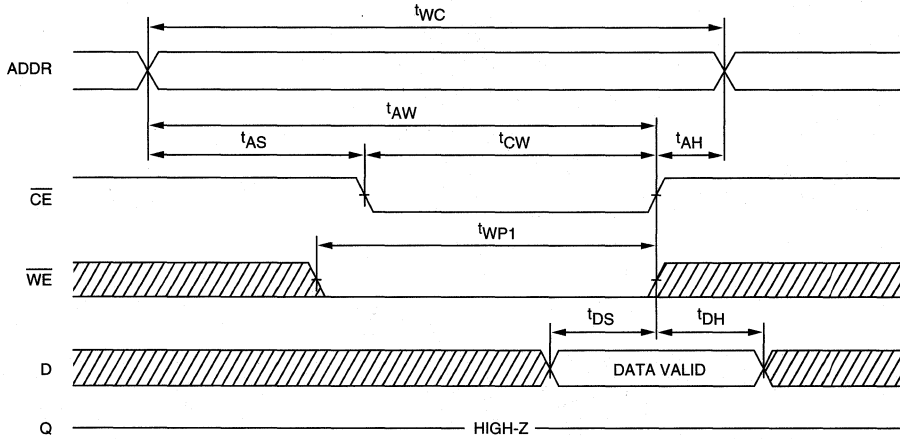 tWC
ADDR
tAW
tAS tCW tAH
CE
tWP1
WE
tDS tDH
D DATA VALID
Q HIGH-Z